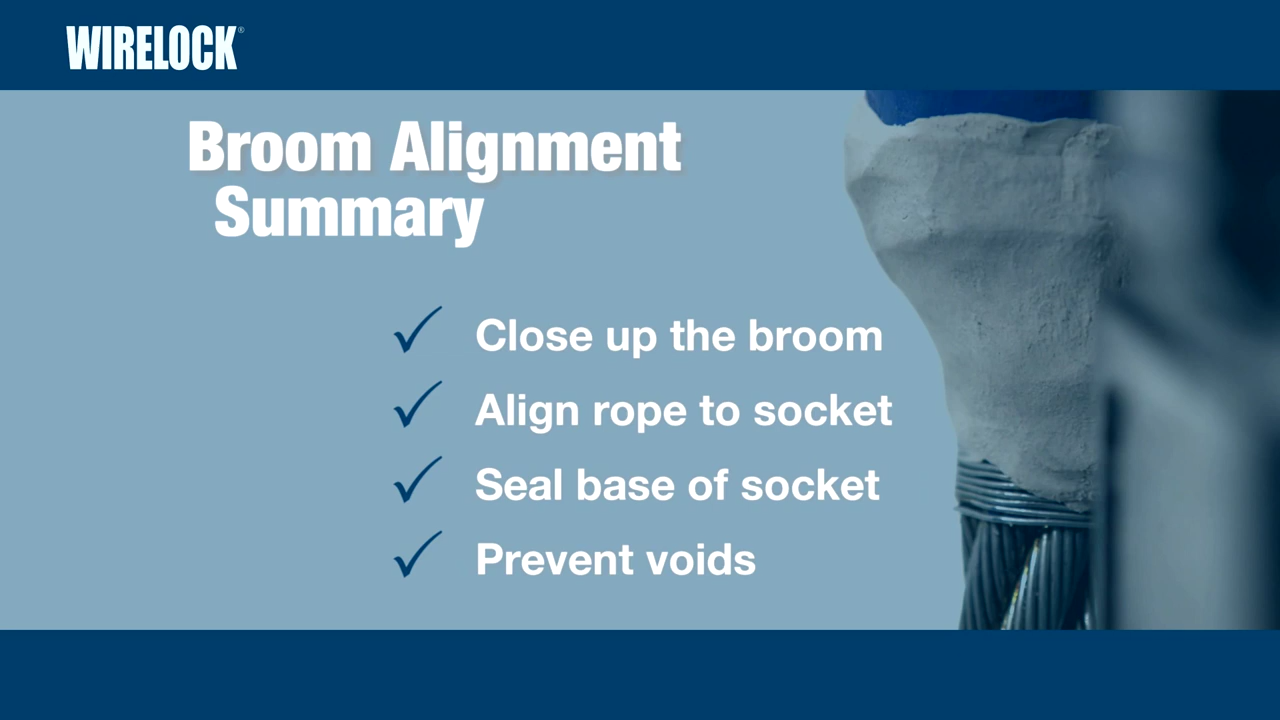 WIRELOCK®
Broom Alignment
Summary
Close up the broom
Align rope to socket
Seal base of socket
Prevent voids